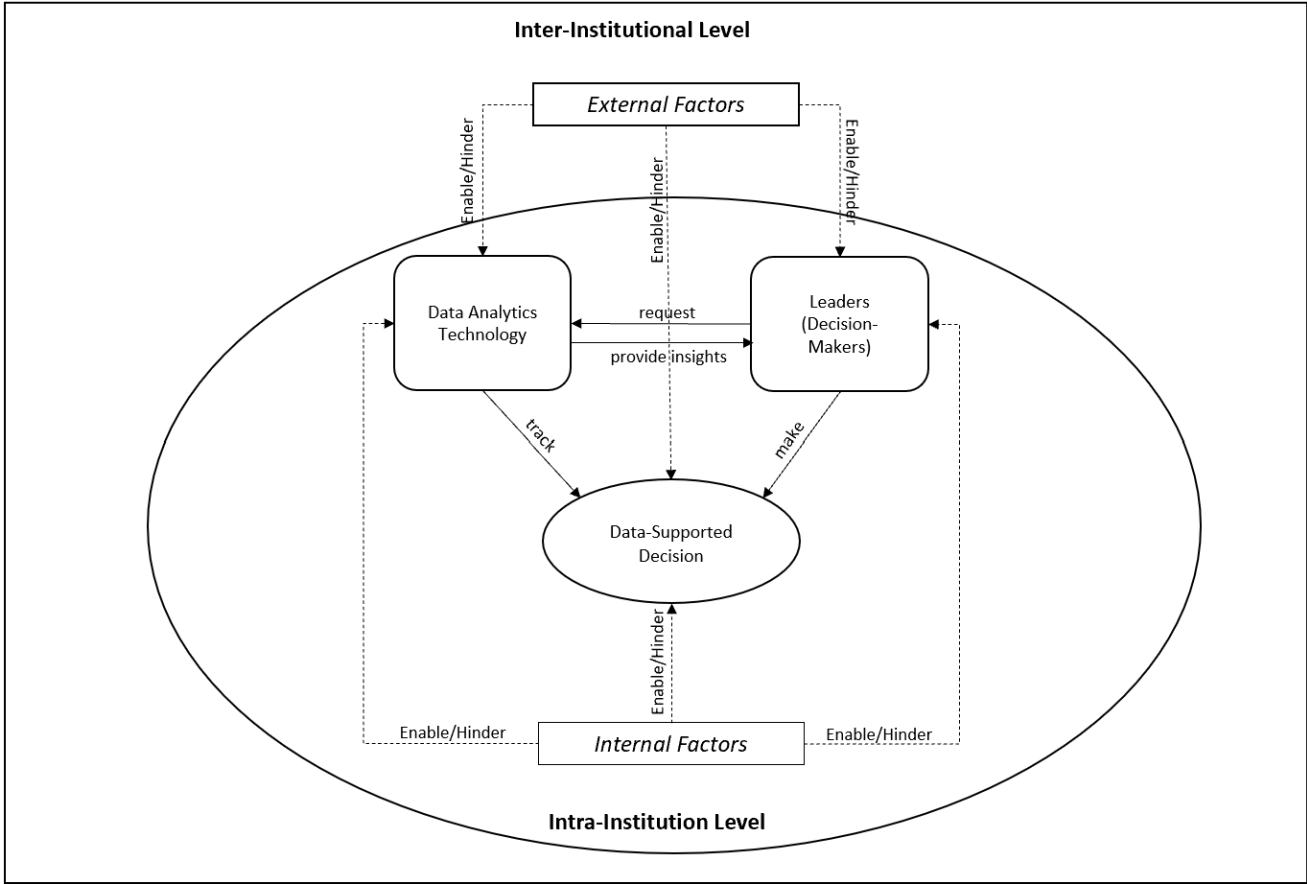 Inter-Institutional Level
External Factors
Enable/Hinder
Enable/Hinder
Enable/Hinder
Data Analytics
Technology
request
provide insights
Leaders
(Decision-
Makers)
track
make
Data-Supported
Decision
Enable/Hinder
Enable/Hinder
Internal Factors
Enable/Hinder
Intra-Institution Level